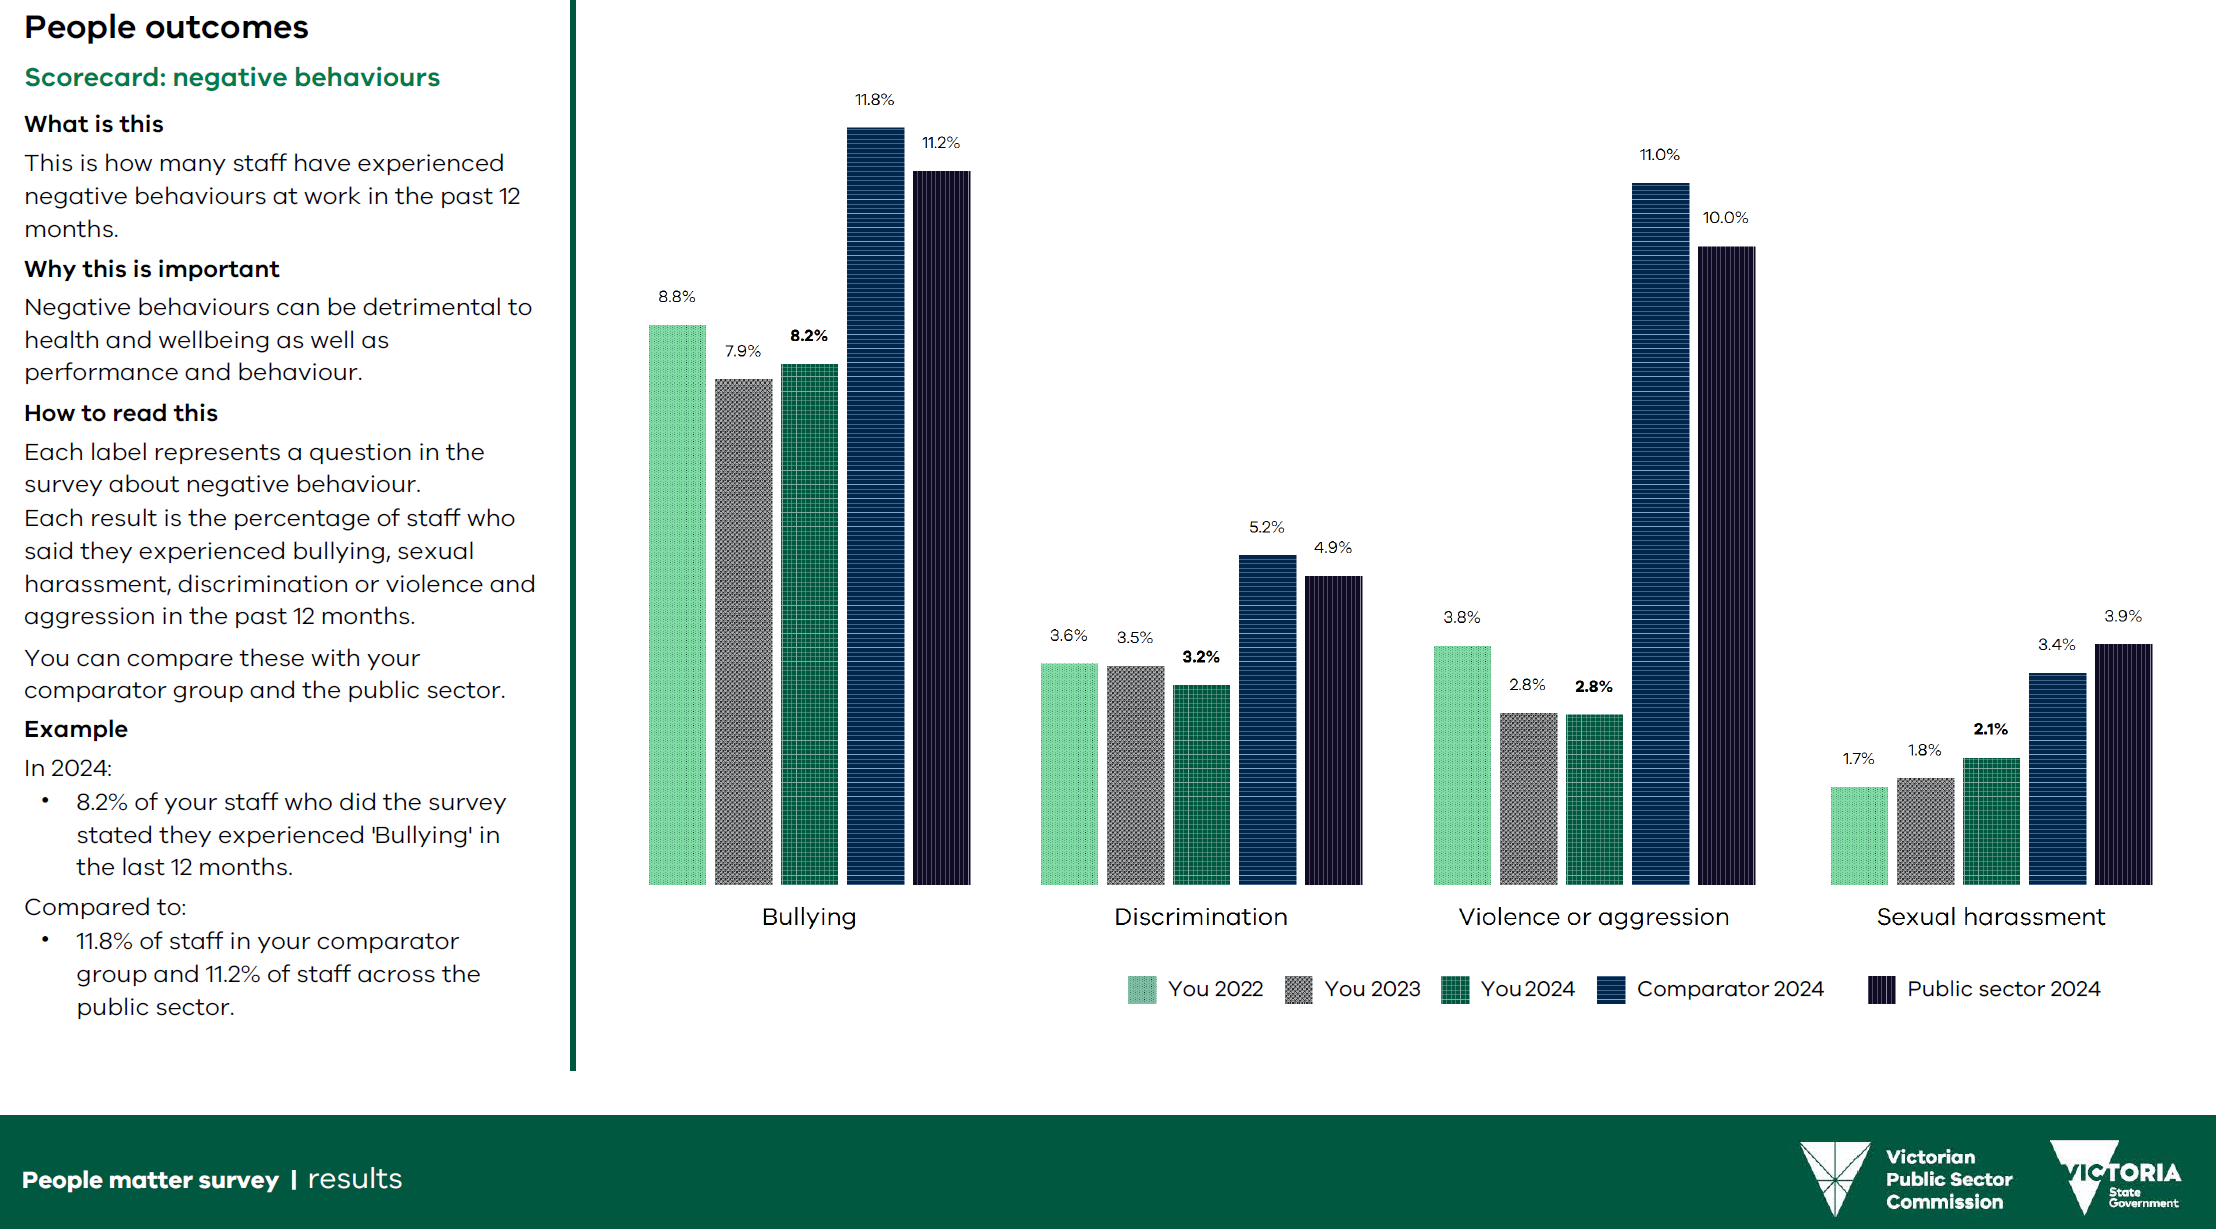 People outcomes
Scorecard: negative behaviours
What is this
This is how many staff have experienced
negative behaviours at work in the past 12
months.
Why this is important
Negative behaviours can be detrimental to
health and wellbeing as well as
performance and behaviour.
How to read this
Each label represents a question in the
survey about negative behaviour.
Each result is the percentage of staff who
said they experienced bullying, sexual
harassment, discrimination or violence and
aggression in the past 12 months.
You can compare these with your
comparator group and the public sector.
Example
In 2024:
• 8.2% of your staff who did the survey
stated they experienced 'Bullying' in
the last 12 months.
Compared to:
• 11.8% of staff in your comparator
group and 11.2% of staff across the
public sector.
8.8%
7.9%
8.2%
11.8%
11.2%
3.6%
3.5%
3.2%
5.2%
4.9%
3.8%
2.8%
2.8%
11.0%
10.0%
1.7%
1.8%
2.1%
3.4%
3.9%
Bullying
Discrimination
Violence or aggression
Sexual harassment
You 2022
You 2023
You 2024
Comparator 2024
Public sector 2024
People matter survey | results
Victorian
Public Sector
Commission
VICTORIA
State
Government